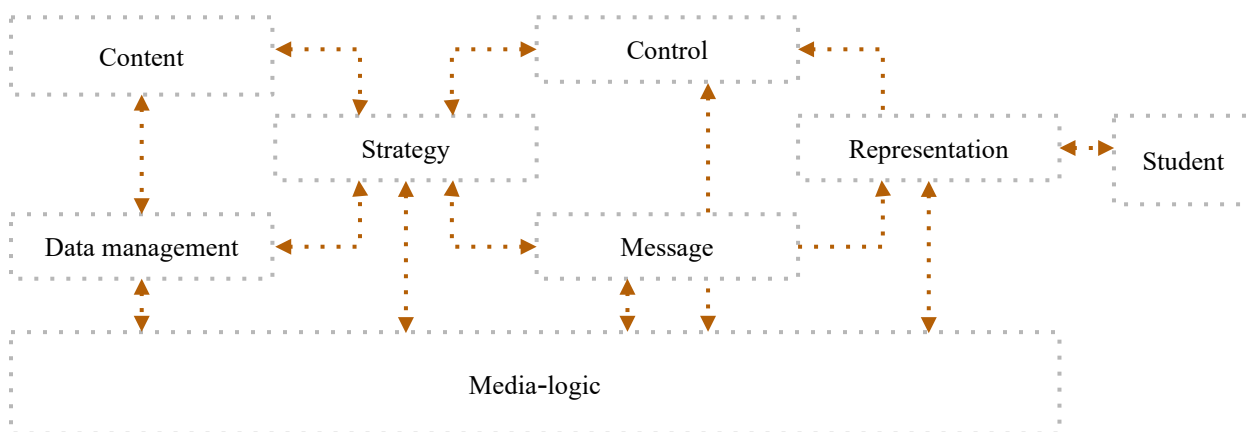 Content
Control
Strategy
Representation
Student
Data management
Message
Media-logic